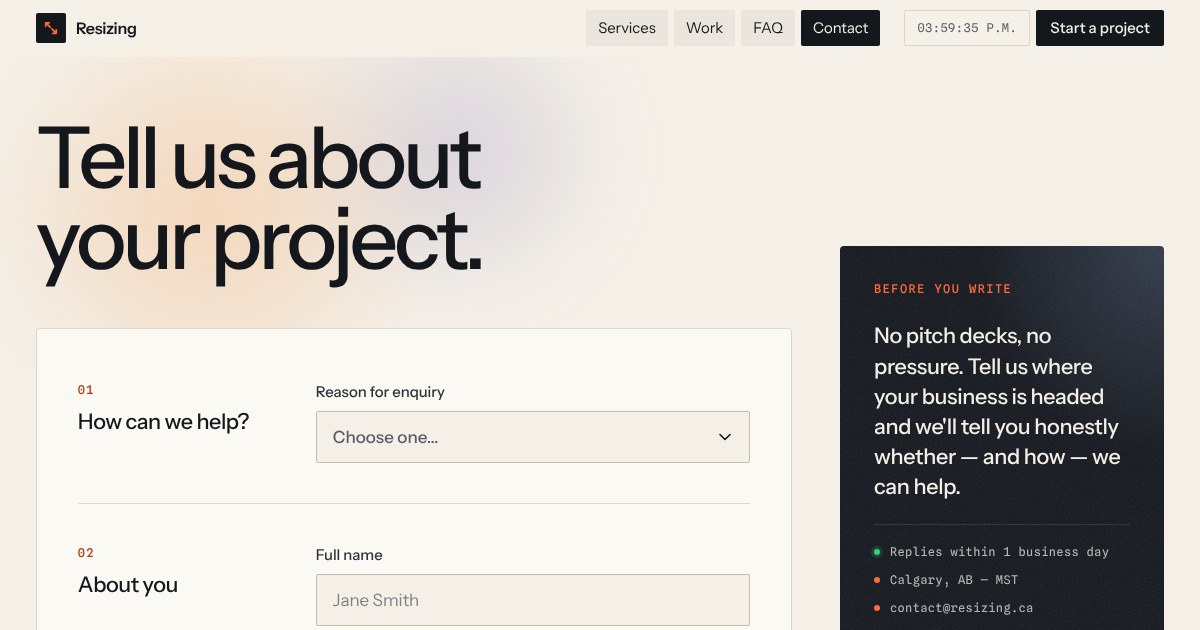 Resizing
Services
Work
FAQ
Contact
03:59:35 P.M.
Start a project
Tell us about
your project.
01
How can we help?
Reason for enquiry
Choose one…
02
About you
Full name
Jane Smith
BEFORE YOU WRITE
No pitch decks, no
pressure. Tell us where
your business is headed
and we'll tell you honestly
whether — and how — we
can help.
Replies within 1 business day
Calgary, AB — MST
contact@resizing.ca